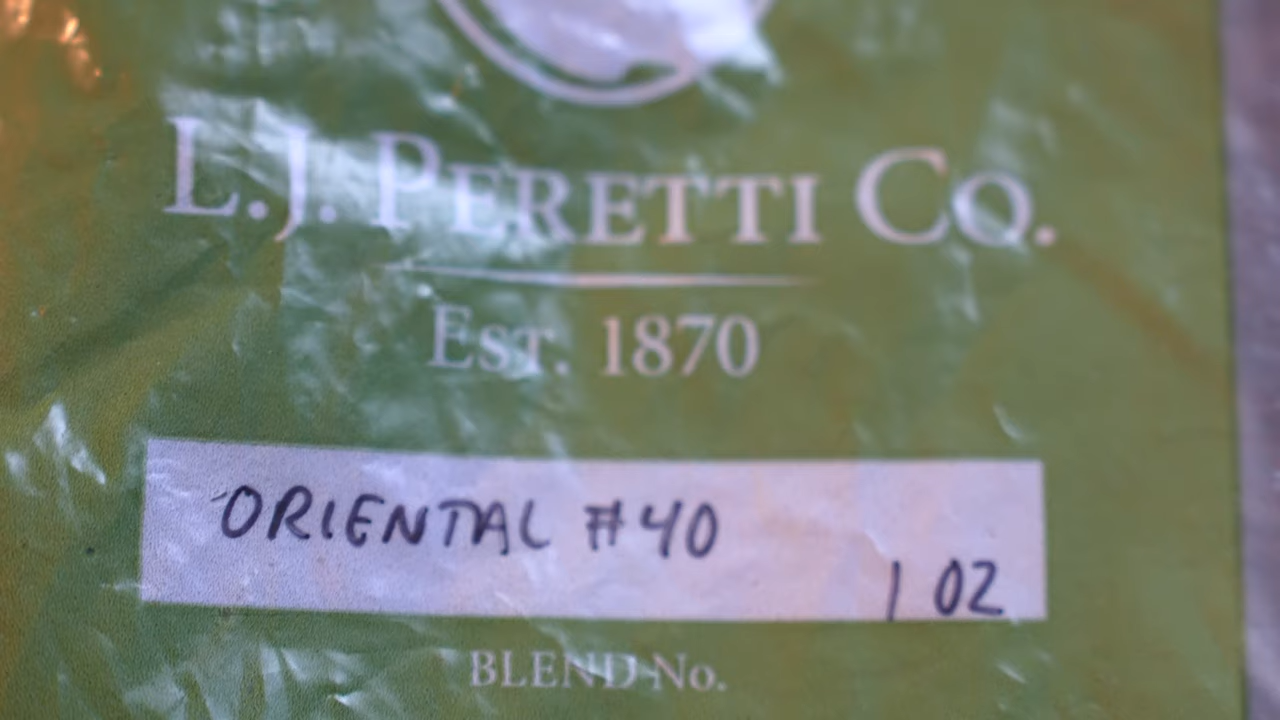 L.J. PERETTI CO.
EST. 1870
ORIENTAL #40
1 OZ
BLEND No.